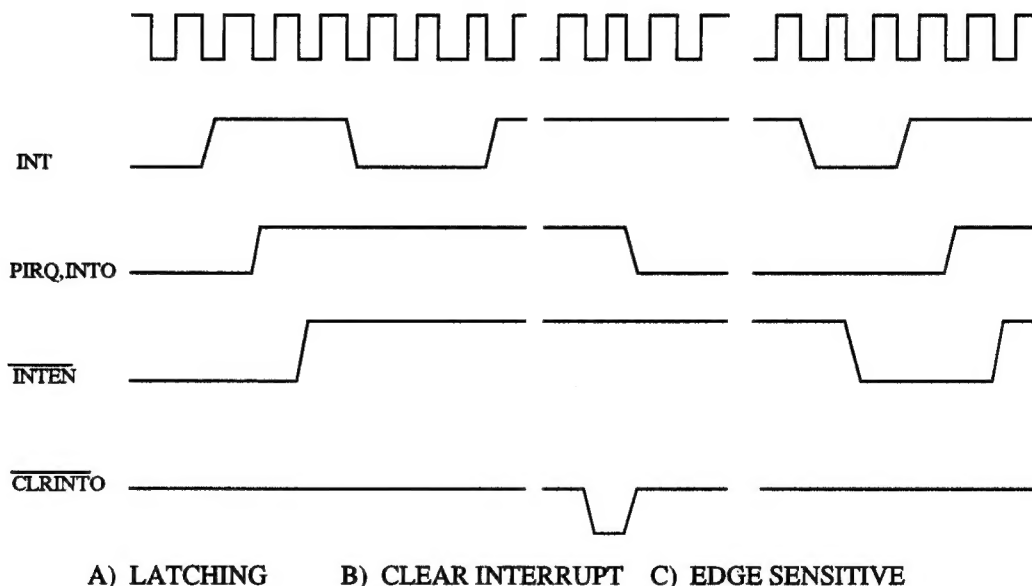 INT
PIRQ,INTO
INTEN
CLRINTO
A) LATCHING B) CLEAR INTERRUPT C) EDGE SENSITIVE